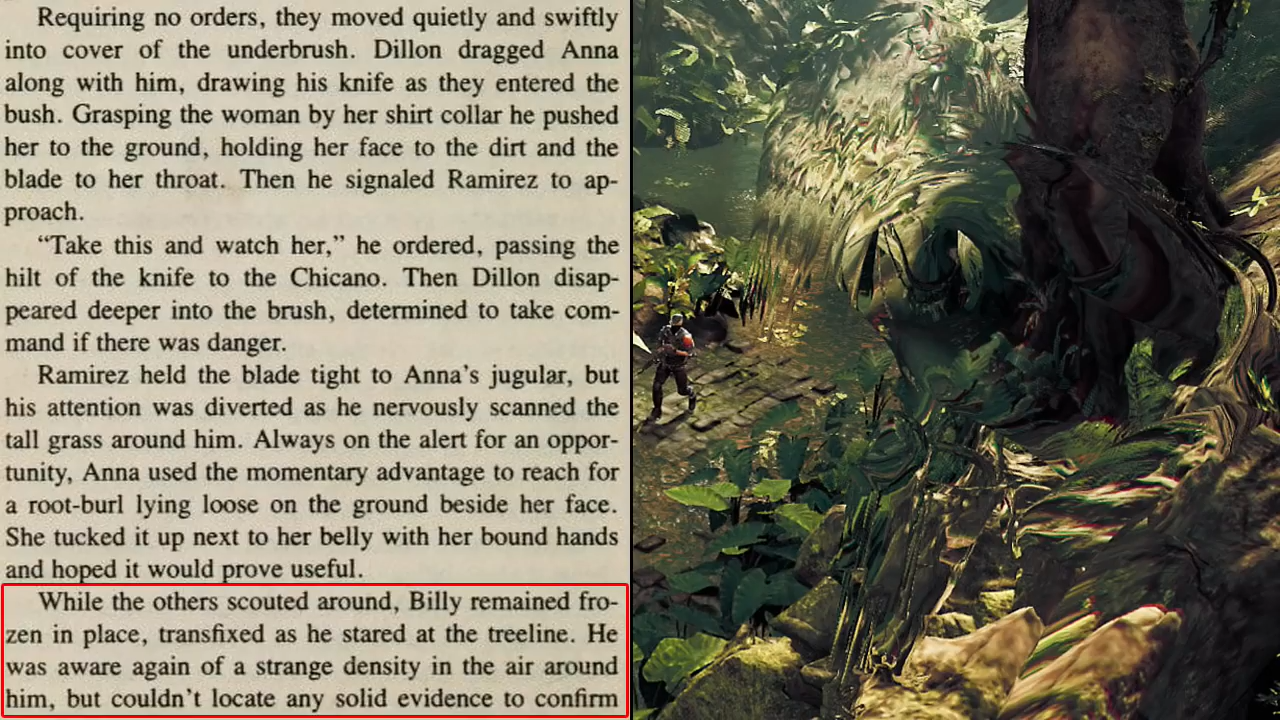 Requiring no orders, they moved quietly and swiftly
into cover of the underbrush. Dillon dragged Anna
along with him, drawing his knife as they entered the
bush. Grasping the woman by her shirt collar he pushed
her to the ground, holding her face to the dirt and the
blade to her throat. Then he signaled Ramirez to ap-
proach.
“Take this and watch her,” he ordered, passing the
hilt of the knife to the Chicano. Then Dillon disap-
peared deeper into the brush, determined to take com-
mand if there was danger.
Ramirez held the blade tight to Anna’s jugular, but
his attention was diverted as he nervously scanned the
tall grass around him. Always on the alert for an oppor-
tunity, Anna used the momentary advantage to reach for
a root-burl lying loose on the ground beside her face.
She tucked it up next to her belly with her bound hands
and hoped it would prove useful.
While the others scouted around, Billy remained fro-
zen in place, transfixed as he stared at the treeline. He
was aware again of a strange density in the air around
him, but couldn’t locate any solid evidence to confirm